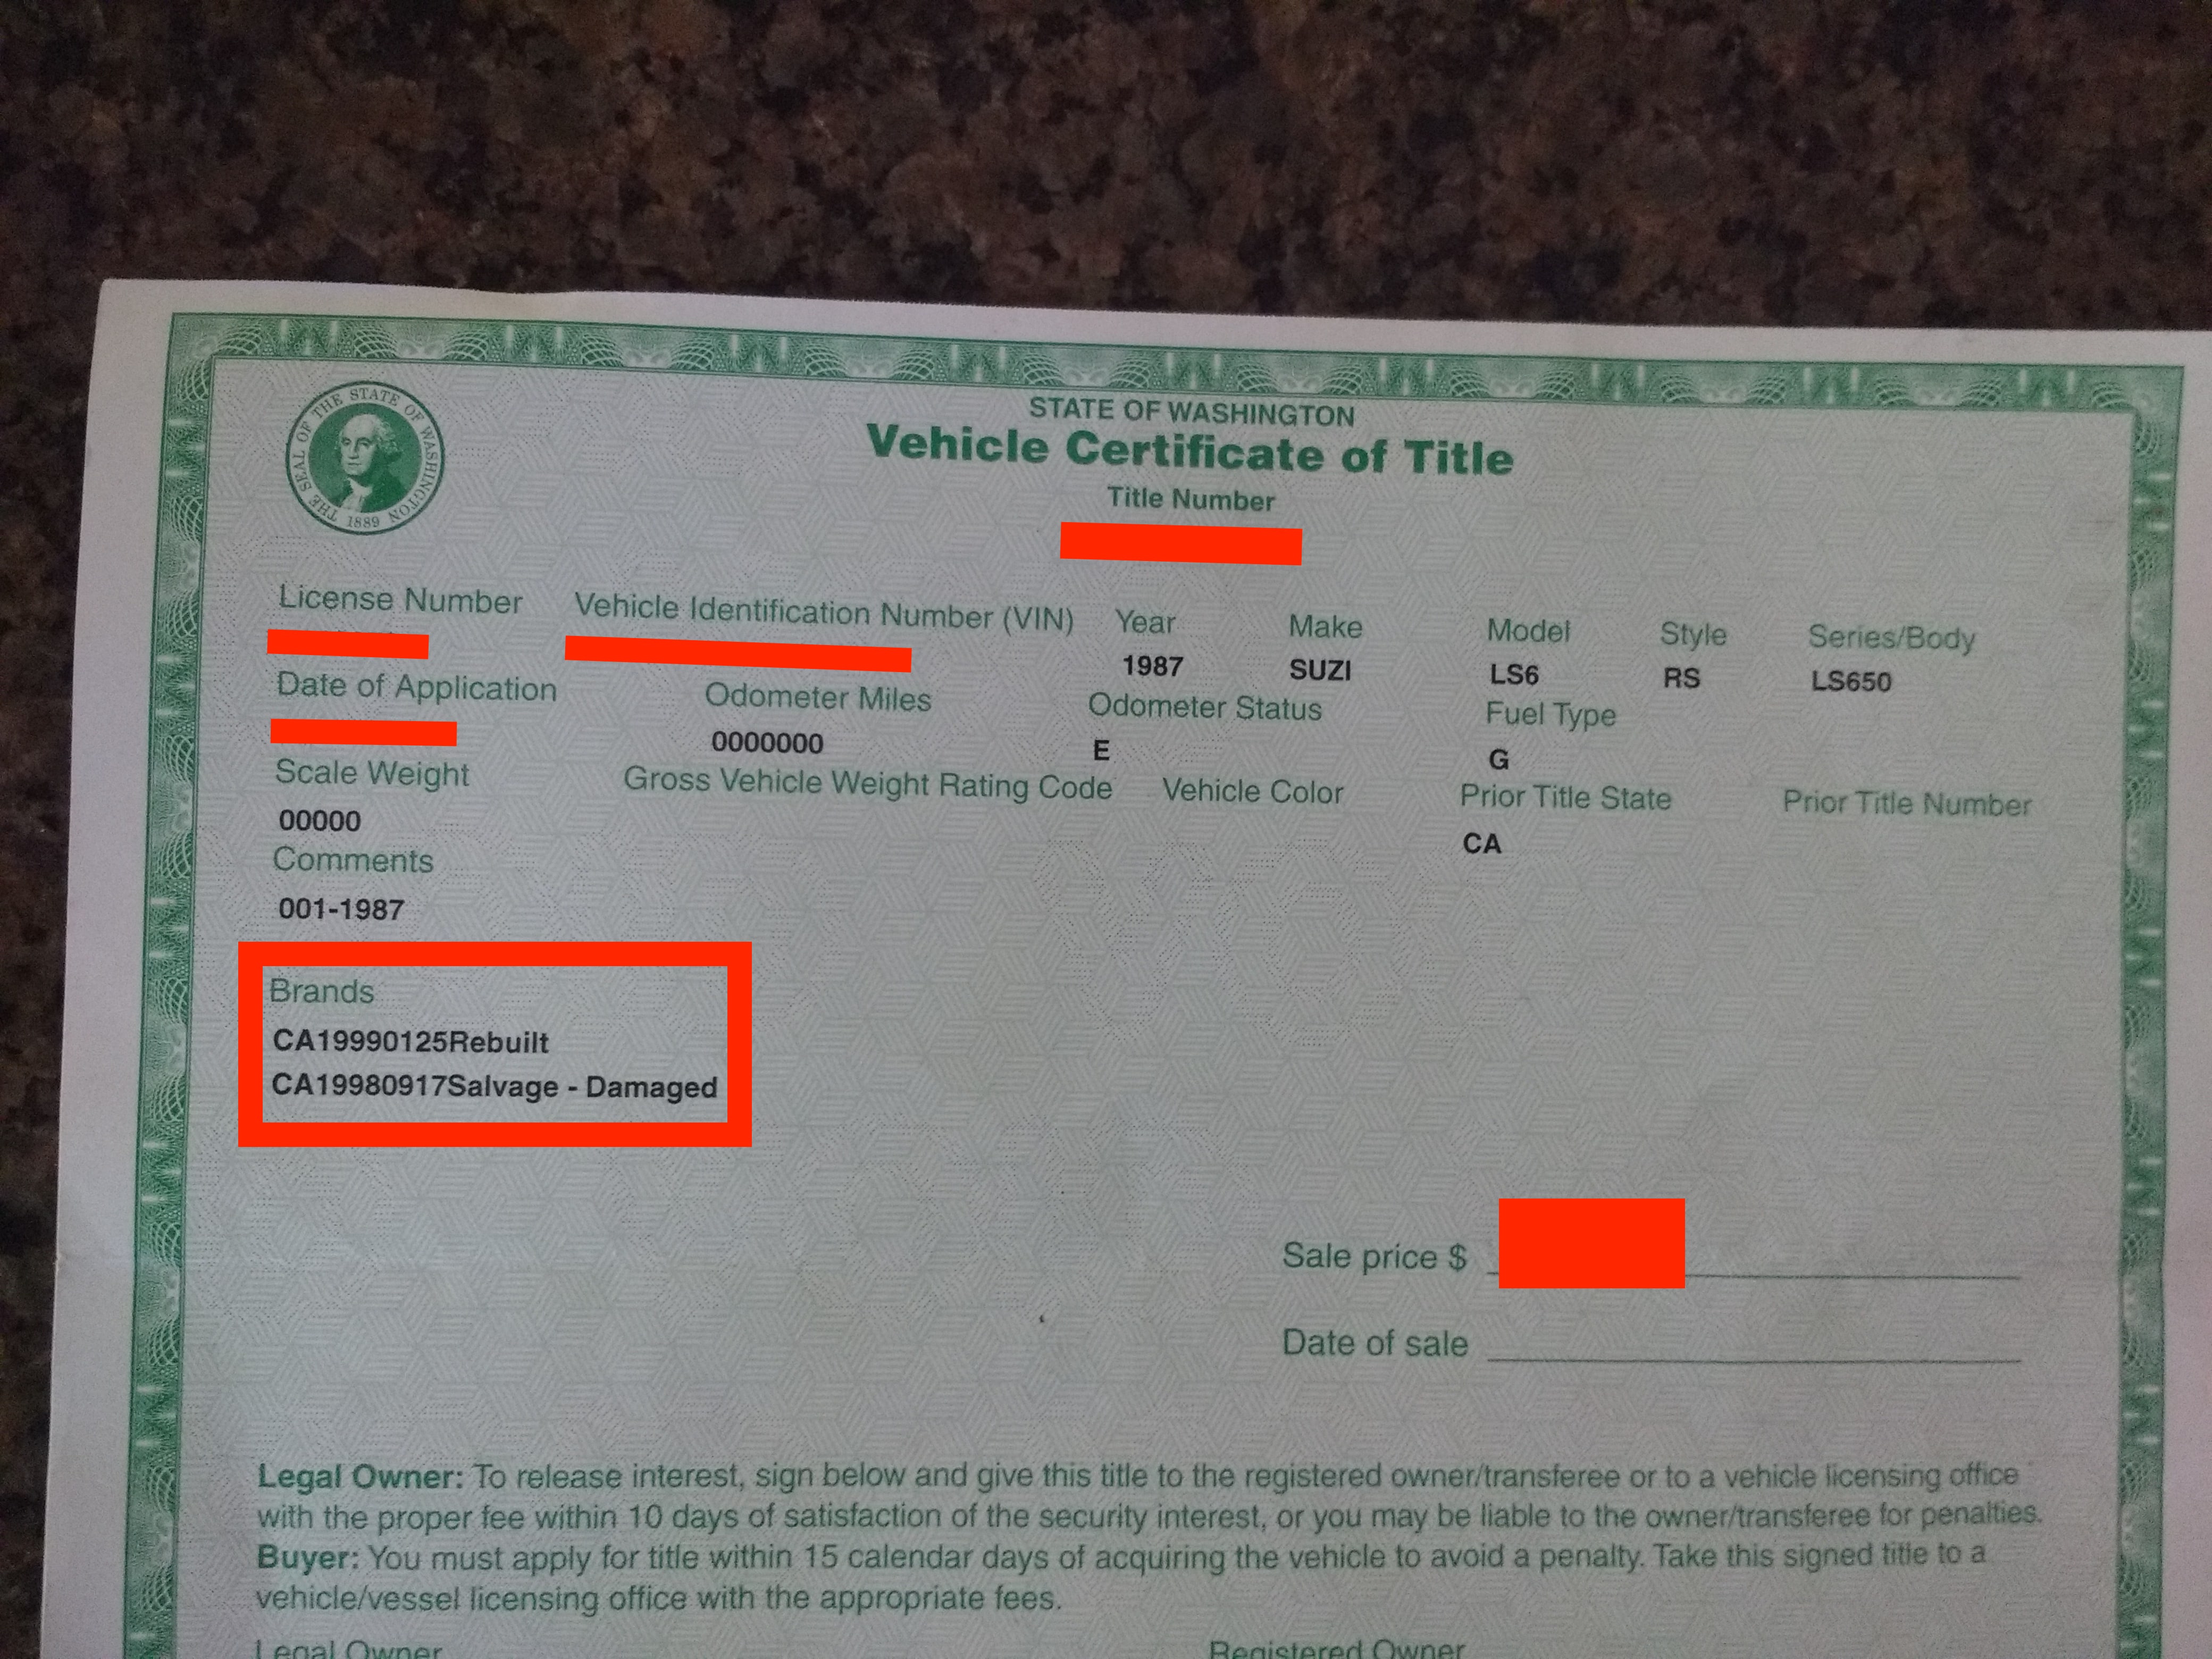 THE SEAL OF THE STATE OF WASHINGTON
1889
STATE OF WASHINGTON
Vehicle Certificate of Title
Title Number
License Number Vehicle Identification Number (VIN) Year Make Model Style Series/Body
1987 SUZI LS6 RS LS650
Date of Application Odometer Miles Odometer Status Fuel Type
0000000 E G
Scale Weight Gross Vehicle Weight Rating Code Vehicle Color Prior Title State Prior Title Number
00000 CA
Comments
001-1987
Brands
CA19990125Rebuilt
CA19980917Salvage - Damaged
Sale price $
Date of sale
Legal Owner: To release interest, sign below and give this title to the registered owner/transferee or to a vehicle licensing office
with the proper fee within 10 days of satisfaction of the security interest, or you may be liable to the owner/transferee for penalties.
Buyer: You must apply for title within 15 calendar days of acquiring the vehicle to avoid a penalty. Take this signed title to a
vehicle/vessel licensing office with the appropriate fees.
Legal Owner Registered Owner